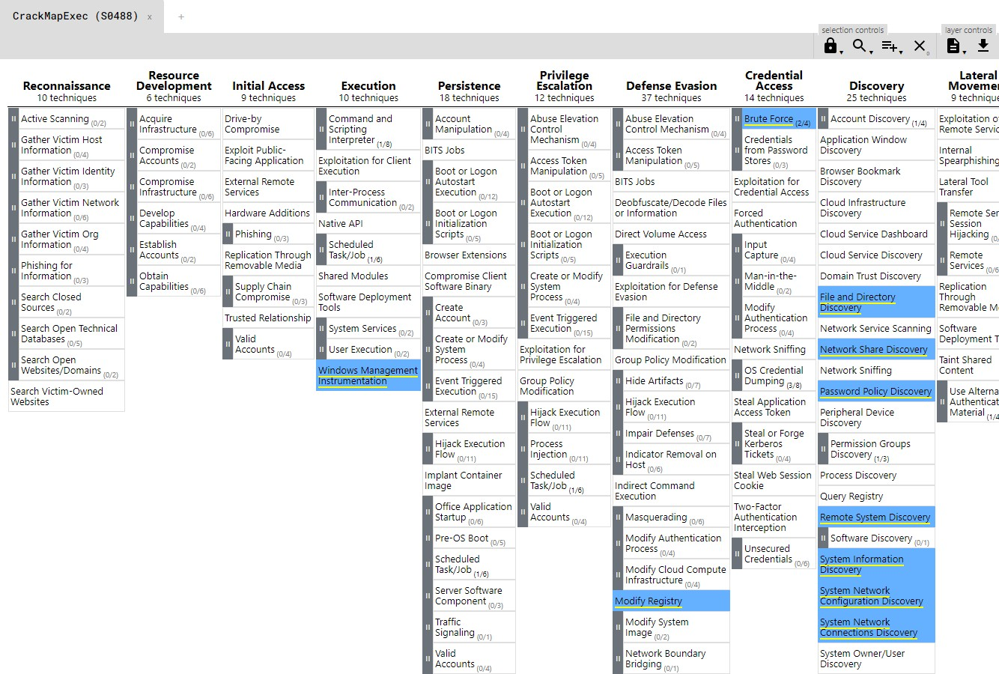 CrackMapExec (S0488) x +
selection controls
layer controls
0
Reconnaissance
10 techniques
Active Scanning (0/2)
Gather Victim Host
Information (0/4)
Gather Victim Identity
Information (0/3)
Gather Victim Network
Information (0/6)
Gather Victim Org
Information (0/4)
Phishing for
Information (0/3)
Search Closed
Sources (0/2)
Search Open Technical
Databases (0/5)
Search Open
Websites/Domains (0/2)
Search Victim-Owned
Websites
Resource
Development
6 techniques
Acquire
Infrastructure (0/6)
Compromise
Accounts (0/2)
Compromise
Infrastructure (0/6)
Develop
Capabilities (0/4)
Establish
Accounts (0/2)
Obtain
Capabilities (0/6)
Initial Access
9 techniques
Drive-by
Compromise
Exploit Public-
Facing Application
External Remote
Services
Hardware Additions
Phishing (0/3)
Replication Through
Removable Media
Supply Chain
Compromise (0/3)
Trusted Relationship
Valid
Accounts (0/4)
Execution
10 techniques
Command and
Scripting
Interpreter (1/8)
Exploitation for Client
Execution
Inter-Process
Communication (0/2)
Native API
Scheduled
Task/Job (1/6)
Shared Modules
Software Deployment
Tools
System Services (0/2)
User Execution (0/2)
Windows Management
Instrumentation
Persistence
18 techniques
Account
Manipulation (0/4)
BITS Jobs
Boot or Logon
Autostart
Execution (0/12)
Boot or Logon
Initialization
Scripts (0/5)
Browser Extensions
Compromise Client
Software Binary
Create
Account (0/3)
Create or Modify
System
Process (0/4)
Event Triggered
Execution (0/15)
External Remote
Services
Hijack Execution
Flow (0/11)
Implant Container
Image
Office Application
Startup (0/6)
Pre-OS Boot (0/5)
Scheduled
Task/Job (1/6)
Server Software
Component (0/3)
Traffic
Signaling (0/1)
Valid
Accounts (0/4)
Privilege
Escalation
12 techniques
Abuse Elevation
Control
Mechanism (0/4)
Access Token
Manipulation (0/5)
Boot or Logon
Autostart
Execution (0/12)
Boot or Logon
Initialization
Scripts (0/5)
Create or Modify
System
Process (0/4)
Event Triggered
Execution (0/15)
Exploitation for
Privilege Escalation
Group Policy
Modification
Hijack Execution
Flow (0/11)
Process
Injection (0/11)
Scheduled
Task/Job (1/6)
Valid
Accounts (0/4)
Defense Evasion
37 techniques
Abuse Elevation
Control Mechanism (0/4)
Access Token
Manipulation (0/5)
BITS Jobs
Deobfuscate/Decode Files
or Information
Direct Volume Access
Execution
Guardrails (0/1)
Exploitation for Defense
Evasion
File and Directory
Permissions
Modification (0/2)
Group Policy Modification
Hide Artifacts (0/7)
Hijack Execution
Flow (0/11)
Impair Defenses (0/7)
Indicator Removal on
Host (0/6)
Indirect Command
Execution
Masquerading (0/6)
Modify Authentication
Process (0/4)
Modify Cloud Compute
Infrastructure (0/4)
Modify Registry
Modify System
Image (0/2)
Network Boundary
Bridging (0/1)
Credential
Access
14 techniques
Brute Force (2/4)
Credentials
from Password
Stores (0/3)
Exploitation for
Credential Access
Forced
Authentication
Input
Capture (0/4)
Man-in-the-
Middle (0/2)
Modify
Authentication
Process (0/4)
Network Sniffing
OS Credential
Dumping (3/8)
Steal Application
Access Token
Steal or Forge
Kerberos
Tickets (0/4)
Steal Web Session
Cookie
Two-Factor
Authentication
Interception
Unsecured
Credentials (0/6)
Discovery
25 techniques
Account Discovery (1/4)
Application Window
Discovery
Browser Bookmark
Discovery
Cloud Infrastructure
Discovery
Cloud Service Dashboard
Cloud Service Discovery
Domain Trust Discovery
File and Directory
Discovery
Network Service Scanning
Network Share Discovery
Network Sniffing
Password Policy Discovery
Peripheral Device
Discovery
Permission Groups
Discovery (1/3)
Process Discovery
Query Registry
Remote System Discovery
Software Discovery (0/1)
System Information
Discovery
System Network
Configuration Discovery
System Network
Connections Discovery
System Owner/User
Discovery
Lateral
Moveme
9 technique
Exploitation o
Remote Servic
Internal
Spearphishing
Lateral Tool
Transfer
Remote Ser
Session
Hijacking (0/
Remote
Services (0/6
Replication
Through
Removable M
Software
Deployment T
Taint Shared
Content
Use Alterna
Authenticat
Material (1/4